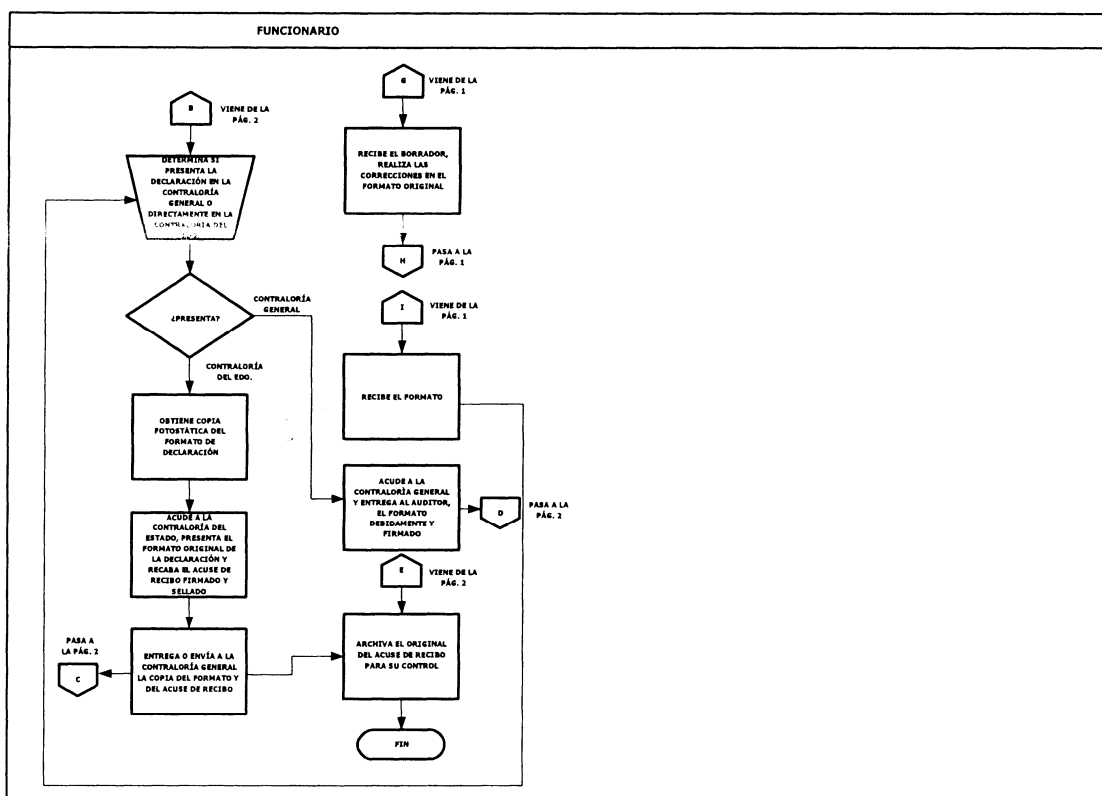 FUNCIONARIO
B
VIENE DE LA
PÁG. 2
DETERMINA SI
PRESENTA LA
DECLARACIÓN EN LA
CONTRALORÍA
GENERAL O
DIRECTAMENTE EN LA
CONTRALORÍA DEL
¿PRESENTA?
CONTRALORÍA
GENERAL
CONTRALORÍA
DEL EDO.
OBTIENE COPIA
FOTOSTÁTICA DEL
FORMATO DE
DECLARACIÓN
ACUDE A LA
CONTRALORÍA DEL
ESTADO, PRESENTA EL
FORMATO ORIGINAL DE
LA DECLARACIÓN Y
RECABA EL ACUSE DE
RECIBO FIRMADO Y
SELLADO
ENTREGA O ENVÍA A LA
CONTRALORÍA GENERAL
LA COPIA DEL FORMATO Y
DEL ACUSE DE RECIBO
PASA A
LA PÁG. 2
C
G
VIENE DE LA
PÁG. 1
RECIBE EL BORRADOR,
REALIZA LAS
CORRECCIONES EN EL
FORMATO ORIGINAL
H
PASA A LA
PÁG. 1
I
VIENE DE LA
PÁG. 1
RECIBE EL FORMATO
ACUDE A LA
CONTRALORÍA GENERAL
Y ENTREGA AL AUDITOR,
EL FORMATO
DEBIDAMENTE Y
FIRMADO
D
PASA A LA
PÁG. 2
E
VIENE DE LA
PÁG. 2
ARCHIVA EL ORIGINAL
DEL ACUSE DE RECIBO
PARA SU CONTROL
FIN